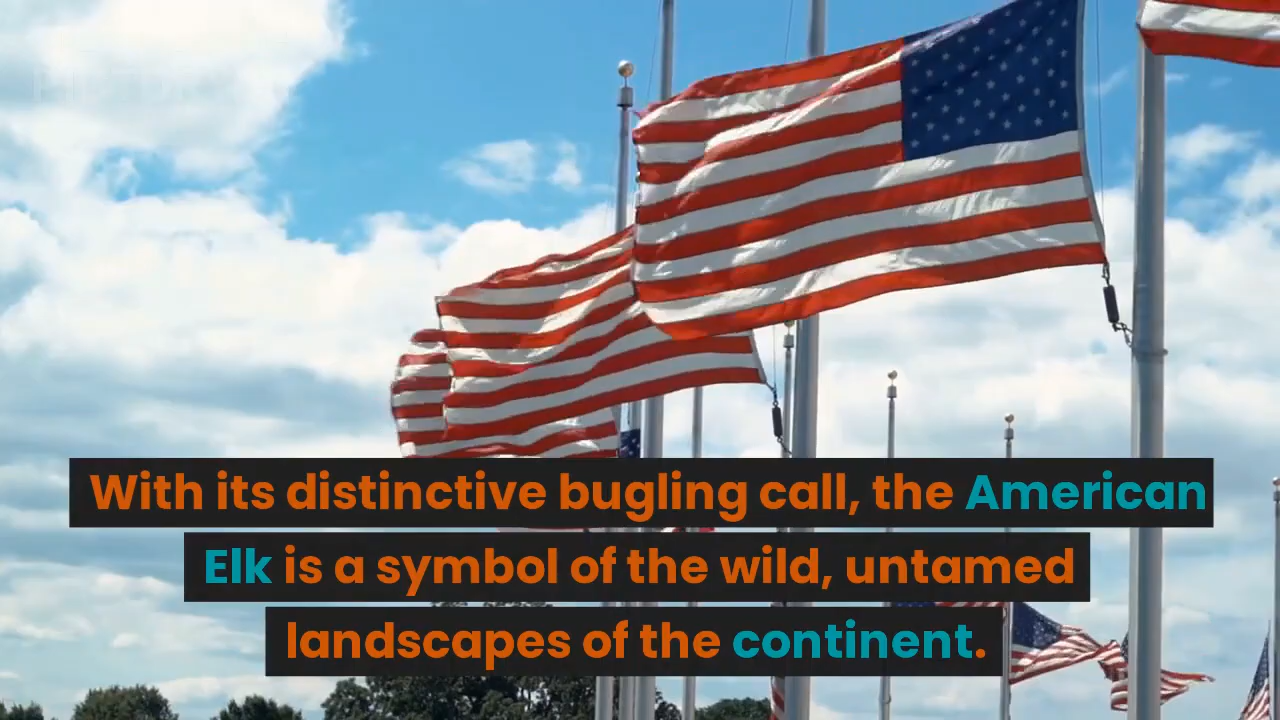 With its distinctive bugling call, the American
Elk is a symbol of the wild, untamed
landscapes of the continent.